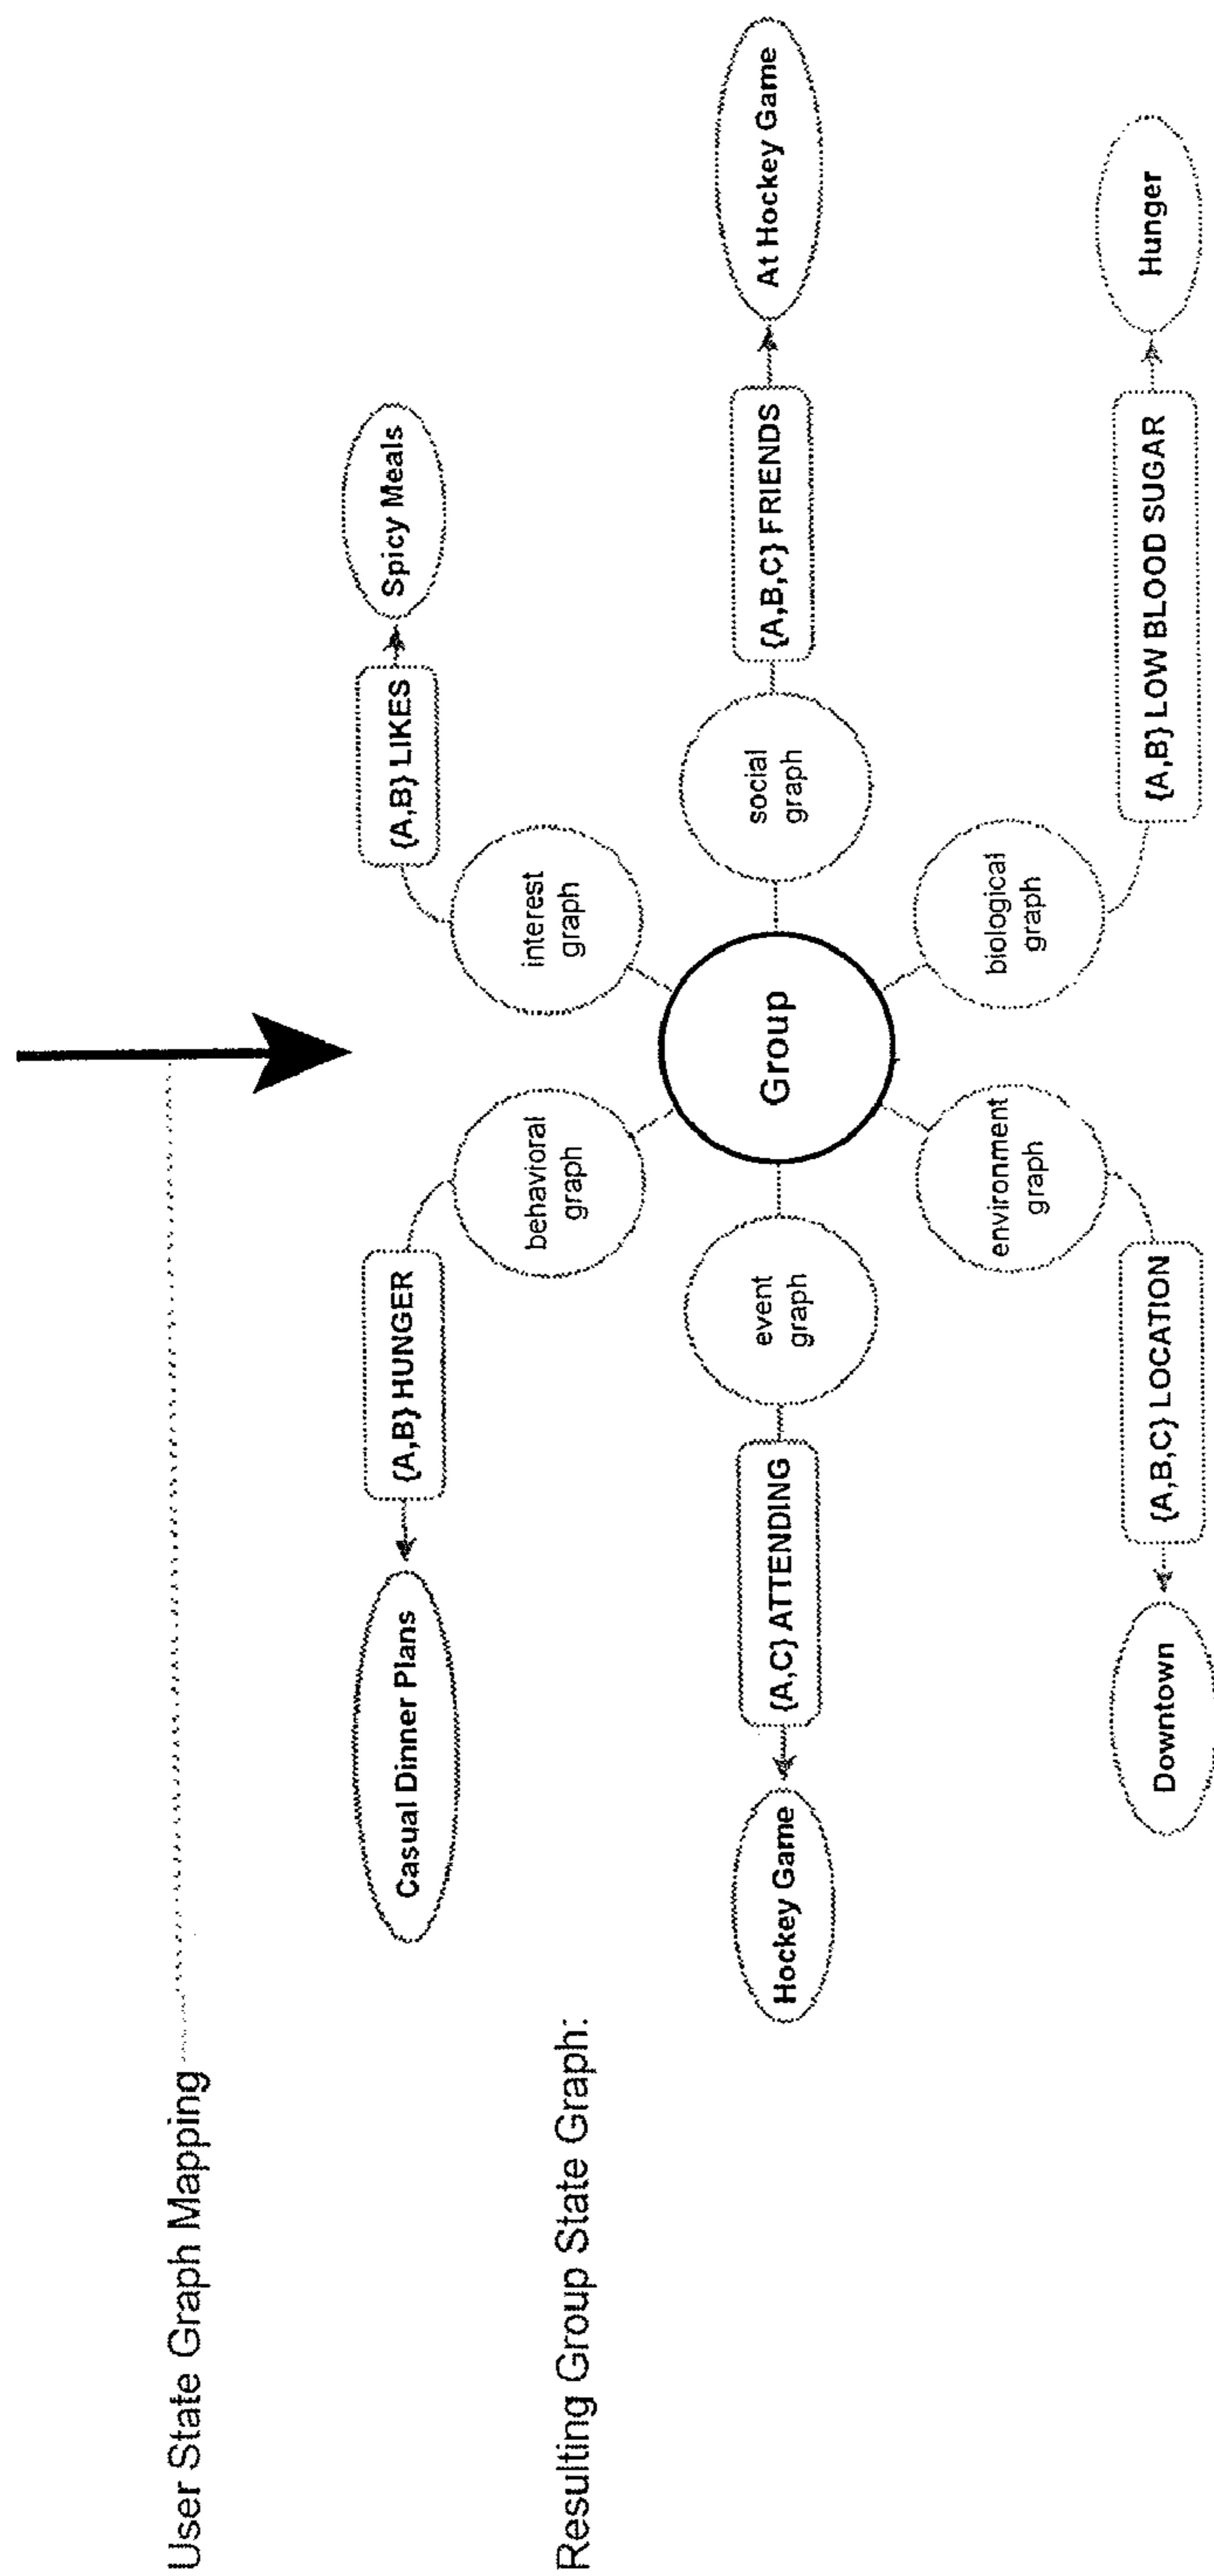 User State Graph Mapping
Resulting Group State Graph:
Casual Dinner Plans
{A,B} HUNGER
behavioral
graph
interest
graph
{A,B} LIKES
Spicy Meals
Hockey Game
{A,C} ATTENDING
event
graph
Group
social
graph
{A,B,C} FRIENDS
At Hockey Game
Downtown
{A,B,C} LOCATION
environment
graph
biological
graph
{A,B} LOW BLOOD SUGAR
Hunger